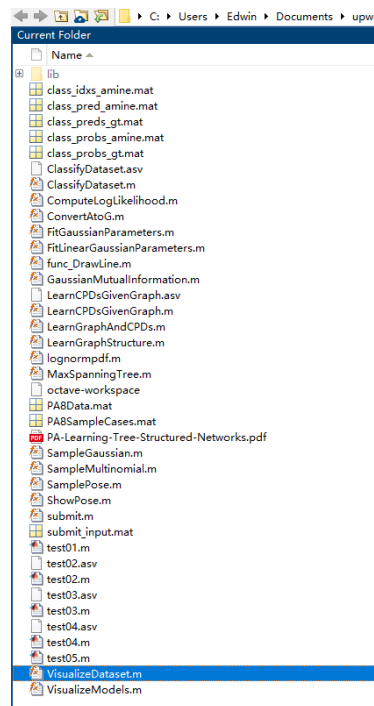 C: Users Edwin Documents upw
Current Folder
Name
lib
class_idxs_amine.mat
class_pred_amine.mat
class_preds_gt.mat
class_probs_amine.mat
class_probs_gt.mat
ClassifyDataset.asv
ClassifyDataset.m
ComputeLogLikelihood.m
ConvertAtoG.m
FitGaussianParameters.m
FitLinearGaussianParameters.m
func_DrawLine.m
GaussianMutualInformation.m
LearnCPDsGivenGraph.asv
LearnCPDsGivenGraph.m
LearnGraphAndCPDs.m
LearnGraphStructure.m
lognormpdf.m
MaxSpanningTree.m
octave-workspace
PA8Data.mat
PA8SampleCases.mat
PDF PA-Learning-Tree-Structured-Networks.pdf
SampleGaussian.m
SampleMultinomial.m
SamplePose.m
ShowPose.m
submit.m
submit_input.mat
test01.m
test02.asv
test02.m
test03.asv
test03.m
test04.asv
test04.m
test05.m
VisualizeDataset.m
VisualizeModels.m